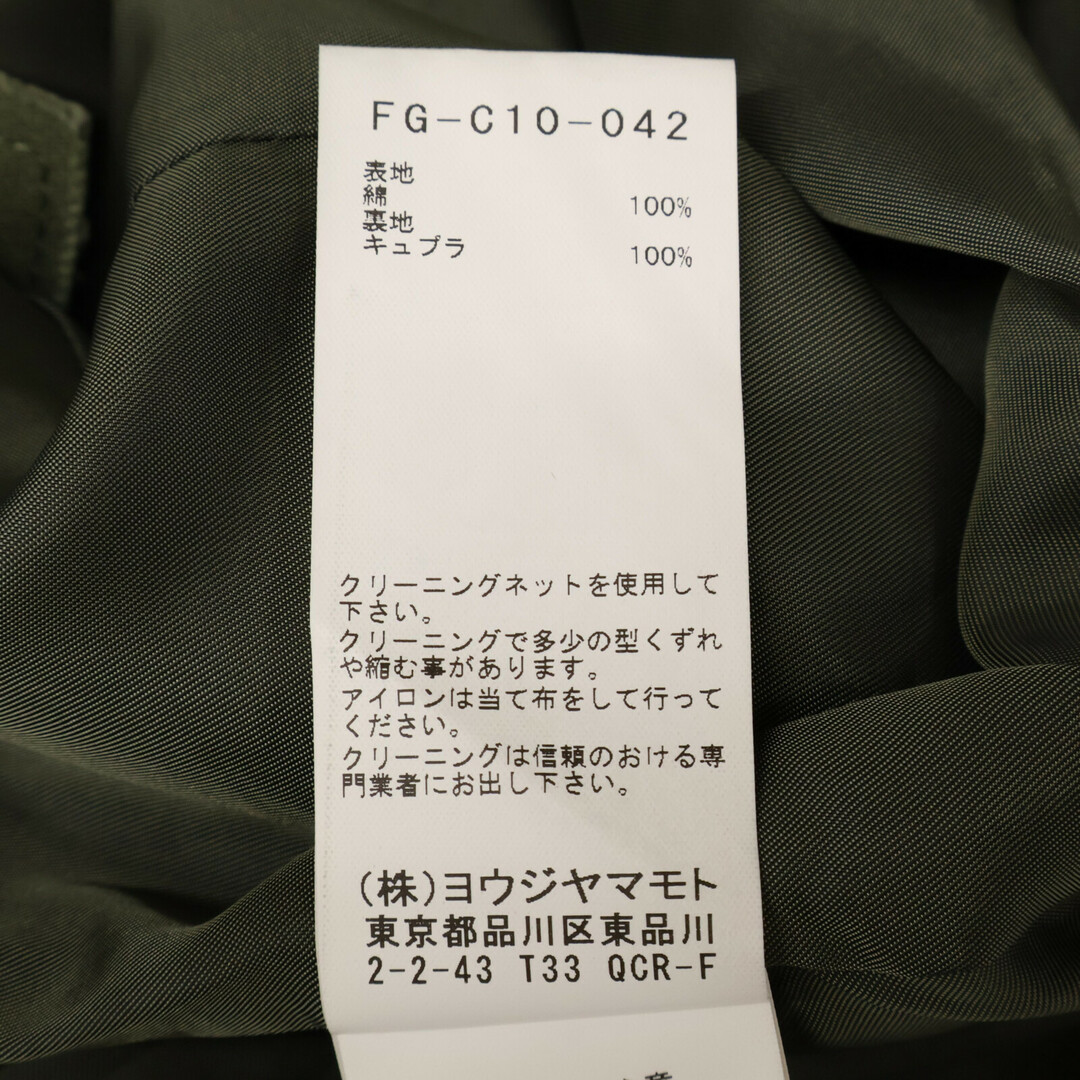 FG-C10-042
表地
綿 100%
裏地
キュプラ 100%
クリーニングネットを使用して
下さい。
クリーニングで多少の型くずれ
や縮む事があります。
アイロンは当て布をして行って
ください。
クリーニングは信頼のおける専
門業者にお出し下さい。
(株)ヨウジヤマモト
東京都品川区東品川
2-2-43 T33 QCR-F